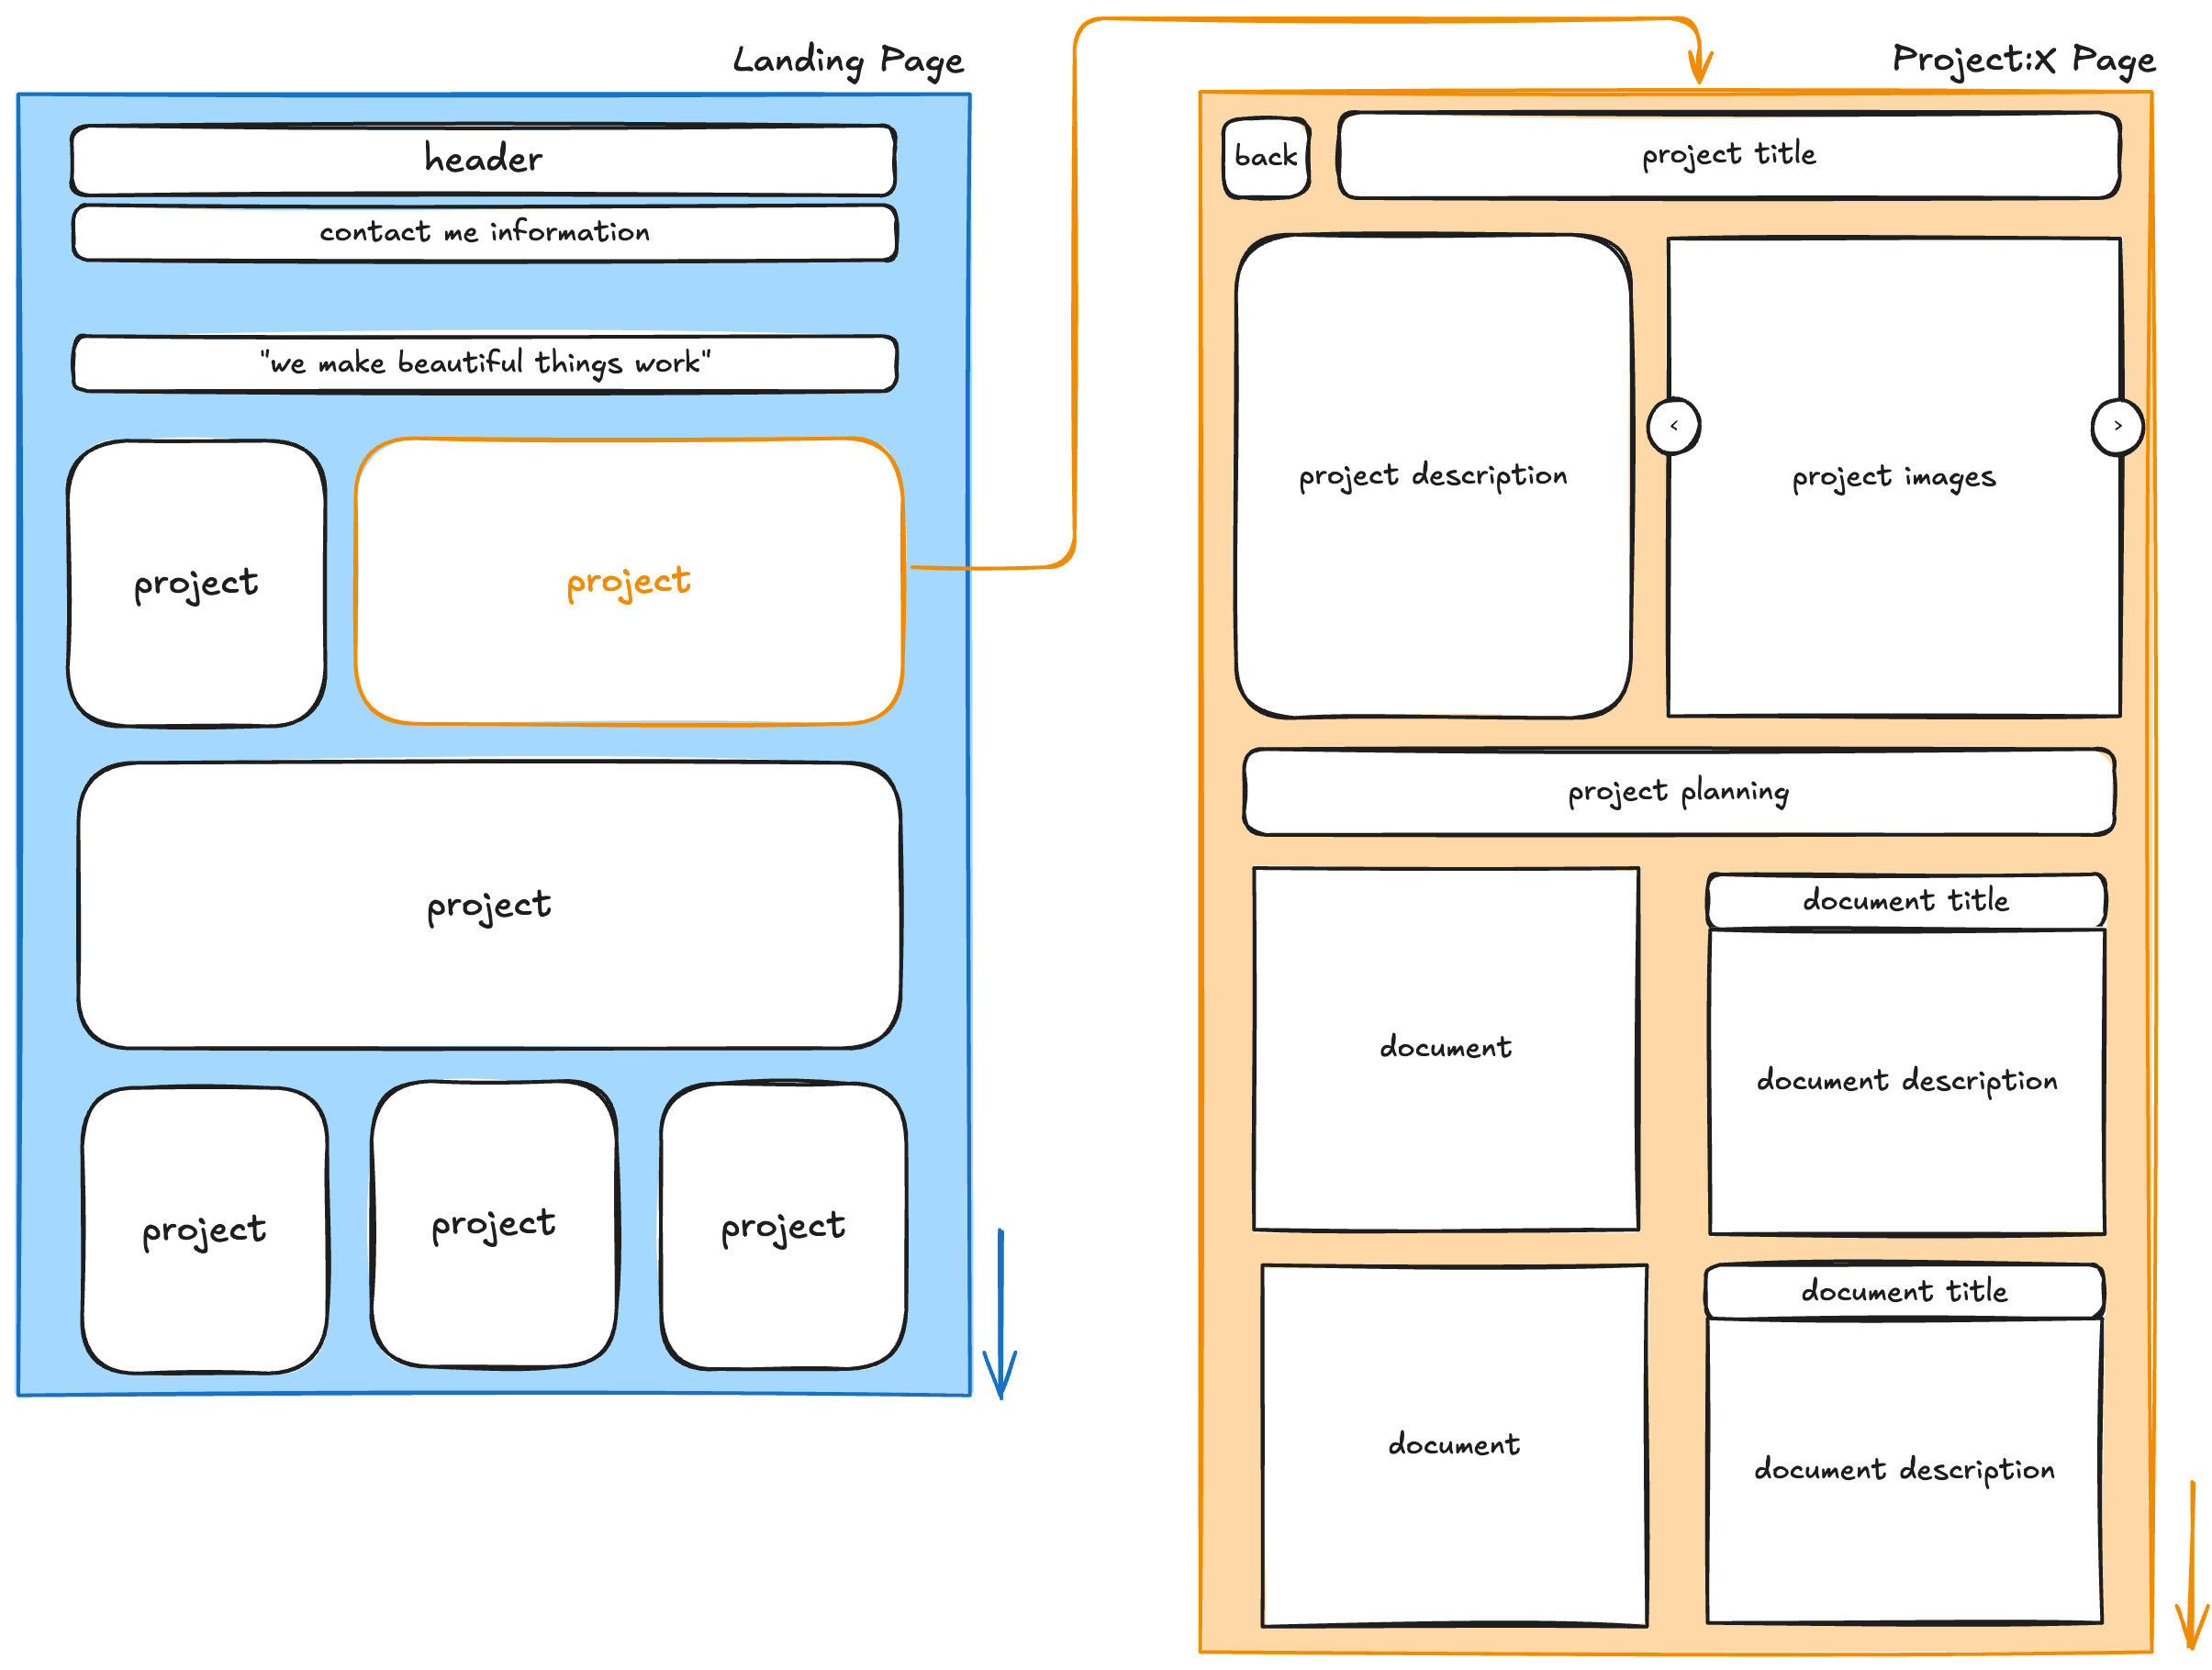 Landing Page
header
contact me information
"we make beautiful things work"
project
project
project
project
project
project
Project:X Page
back
project title
project description
<
project images
>
project planning
document
document title
document description
document
document title
document description